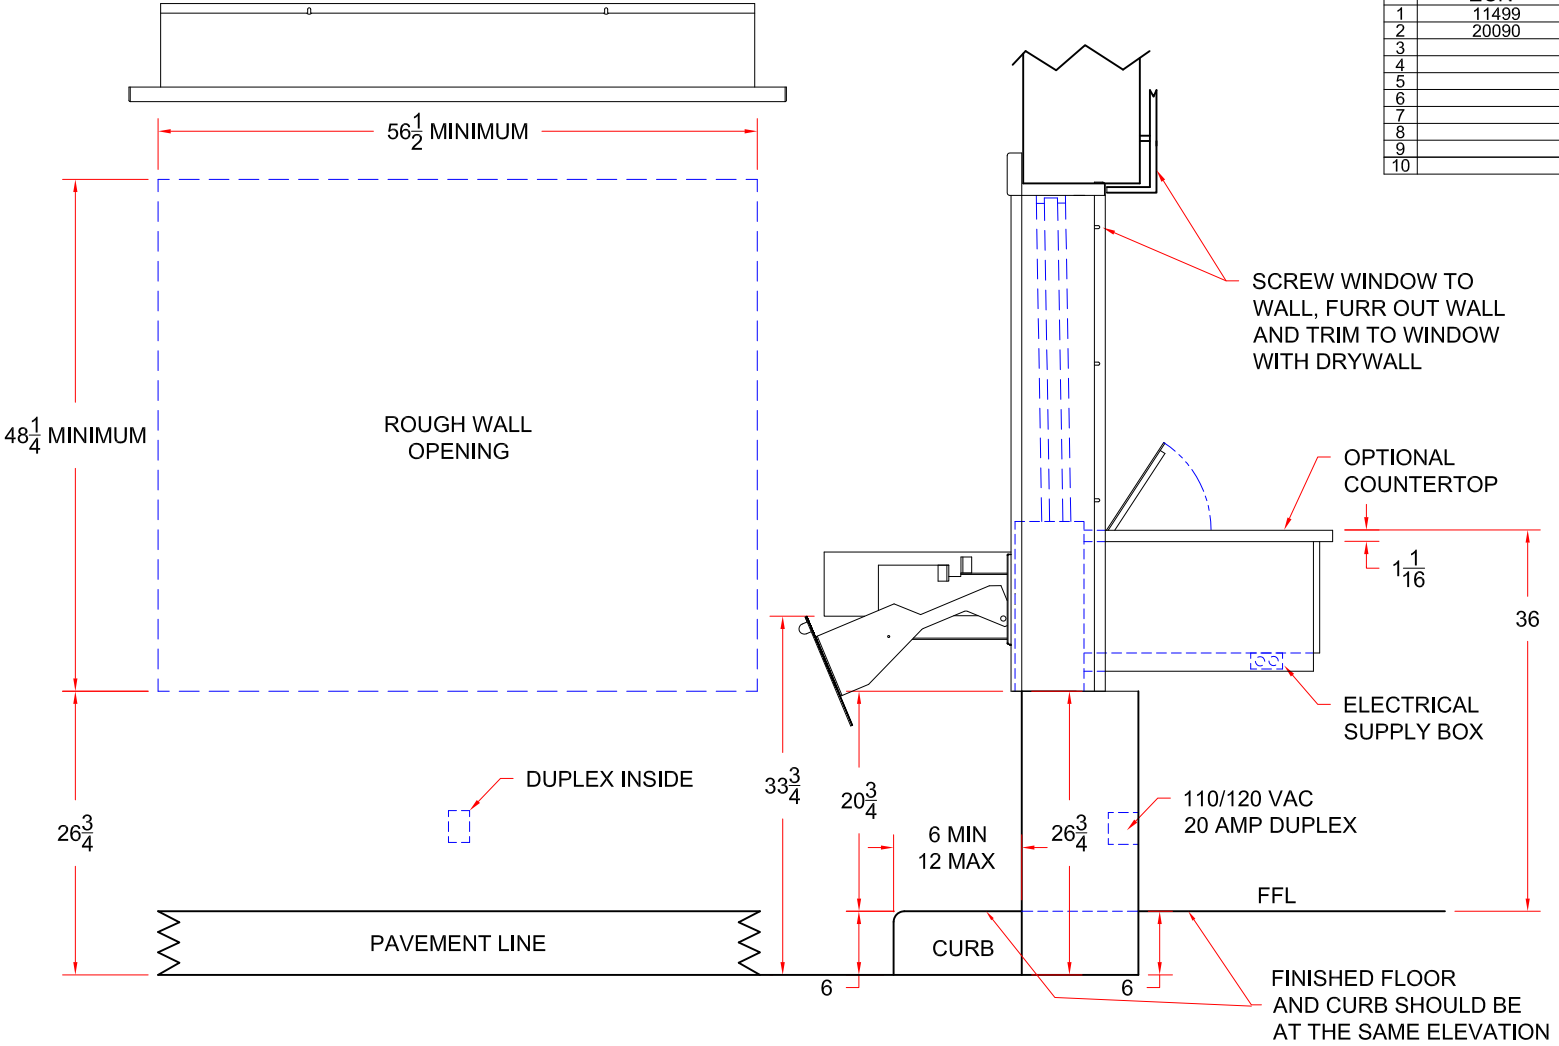 1 11499
2 20090
3
4
5
6
7
8
9
10
56 1/2 MINIMUM
48 1/4 MINIMUM
ROUGH WALL
OPENING
SCREW WINDOW TO
WALL, FURR OUT WALL
AND TRIM TO WINDOW
WITH DRYWALL
OPTIONAL
COUNTERTOP
1 1/16
36
ELECTRICAL
SUPPLY BOX
DUPLEX INSIDE
33 3/4
20 3/4
26 3/4
26 3/4
6 MIN
12 MAX
110/120 VAC
20 AMP DUPLEX
FFL
PAVEMENT LINE
CURB
6
6
FINISHED FLOOR
AND CURB SHOULD BE
AT THE SAME ELEVATION